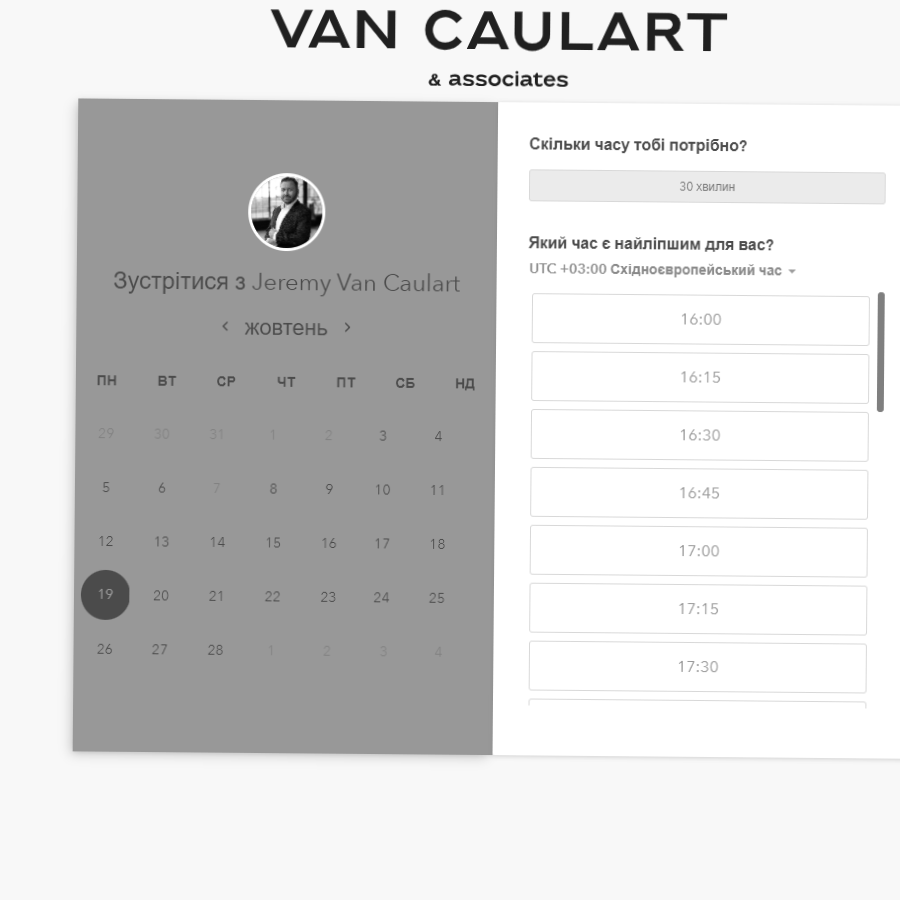 VAN CAULART
& associates
Зустрітися з Jeremy Van Caulart
жовтень
ПН ВТ СР ЧТ ПТ СБ НД
29 30 31 1 2 3 4
5 6 7 8 9 10 11
12 13 14 15 16 17 18
19 20 21 22 23 24 25
26 27 28 1 2 3 4
Скільки часу тобі потрібно?
30 хвилин
Який час є найліпшим для вас?
UTC +03:00 Східноєвропейський час
16:00
16:15
16:30
16:45
17:00
17:15
17:30